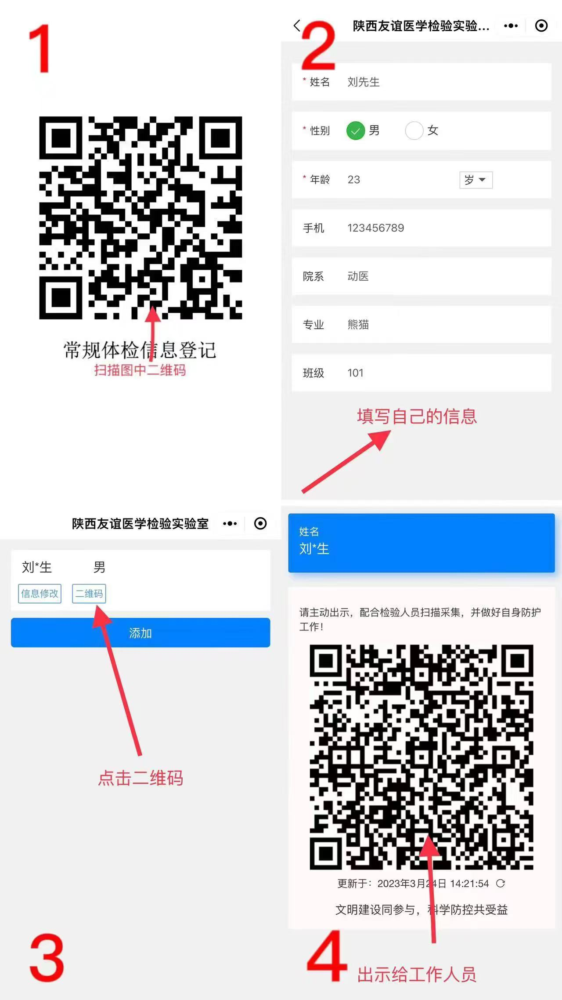 1
常规体检信息登记
扫描图中二维码
2
陕西友谊医学检验实验...
* 姓名 刘先生
* 性别 男 女
* 年龄 23 岁
手机 123456789
院系 动医
专业 熊猫
班级 101
填写自己的信息
陕西友谊医学检验实验室
刘*生 男
信息修改 二维码
添加
点击二维码
3
姓名
刘*生
请主动出示，配合检验人员扫描采集，并做好自身防护
工作！
更新于：2023年3月24日 14:21:54
文明建设同参与，科学防控共受益
4
出示给工作人员